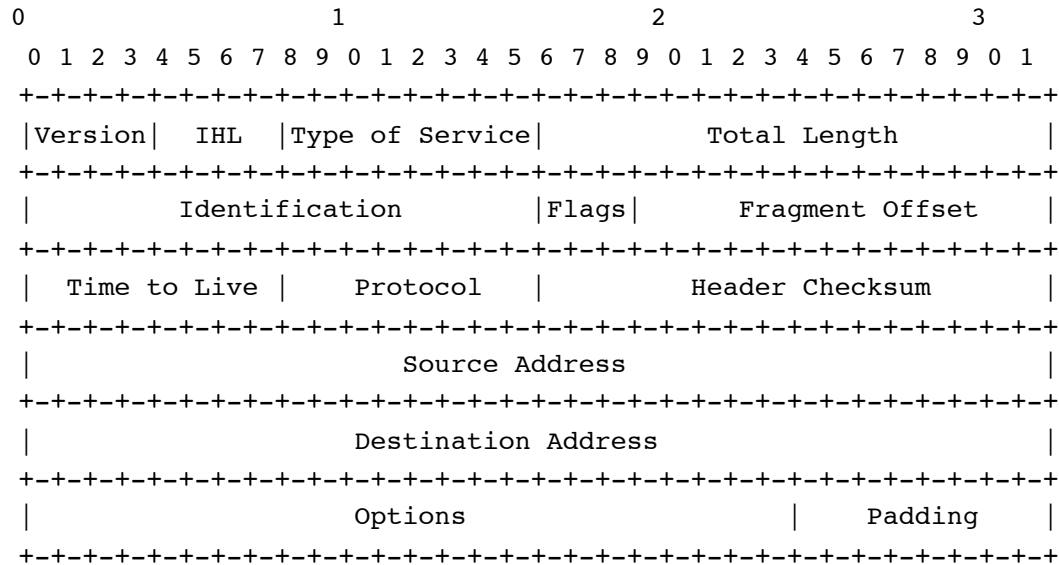 0                   1                   2                   3
 0 1 2 3 4 5 6 7 8 9 0 1 2 3 4 5 6 7 8 9 0 1 2 3 4 5 6 7 8 9 0 1
+-+-+-+-+-+-+-+-+-+-+-+-+-+-+-+-+-+-+-+-+-+-+-+-+-+-+-+-+-+-+-+-+
|Version|  IHL  |Type of Service|          Total Length         |
+-+-+-+-+-+-+-+-+-+-+-+-+-+-+-+-+-+-+-+-+-+-+-+-+-+-+-+-+-+-+-+-+
|         Identification        |Flags|      Fragment Offset    |
+-+-+-+-+-+-+-+-+-+-+-+-+-+-+-+-+-+-+-+-+-+-+-+-+-+-+-+-+-+-+-+-+
|  Time to Live |    Protocol   |         Header Checksum       |
+-+-+-+-+-+-+-+-+-+-+-+-+-+-+-+-+-+-+-+-+-+-+-+-+-+-+-+-+-+-+-+-+
|                       Source Address                          |
+-+-+-+-+-+-+-+-+-+-+-+-+-+-+-+-+-+-+-+-+-+-+-+-+-+-+-+-+-+-+-+-+
|                    Destination Address                        |
+-+-+-+-+-+-+-+-+-+-+-+-+-+-+-+-+-+-+-+-+-+-+-+-+-+-+-+-+-+-+-+-+
|                    Options                    |    Padding    |
+-+-+-+-+-+-+-+-+-+-+-+-+-+-+-+-+-+-+-+-+-+-+-+-+-+-+-+-+-+-+-+-+